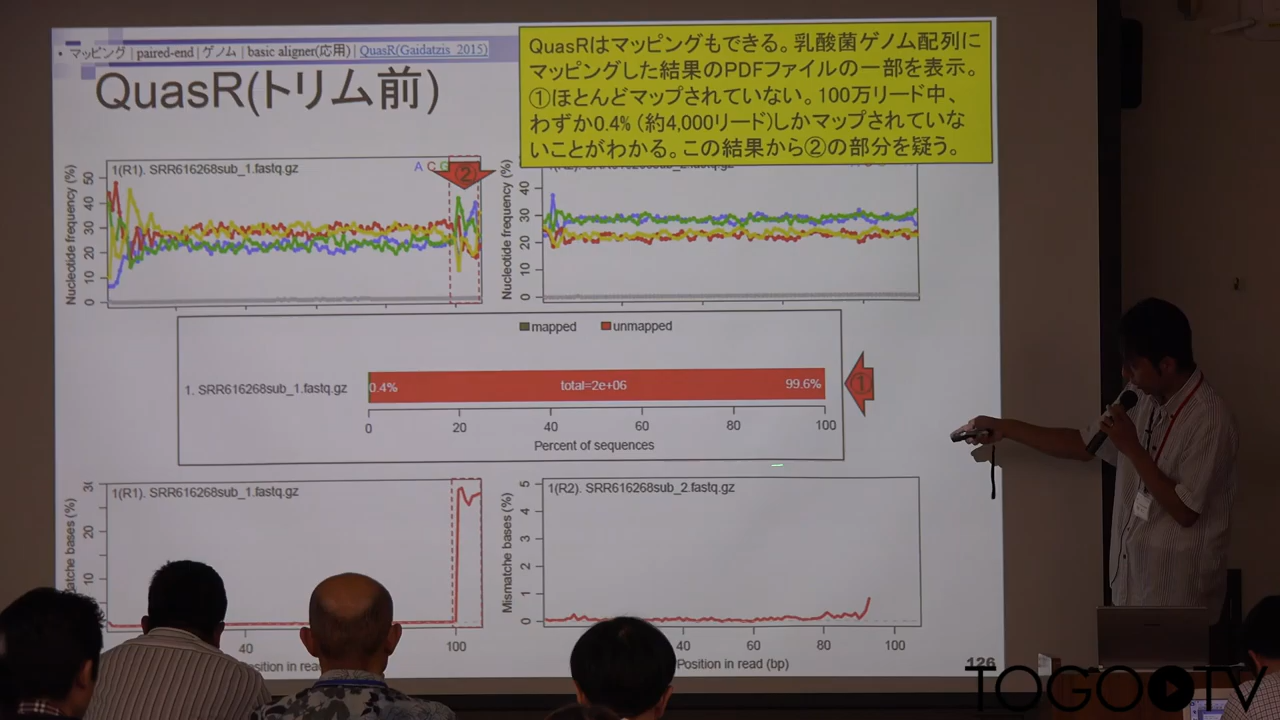 • マッピング | paired-end | ゲノム | basic aligner(応用) | QuasR(Gaidatzis_2015)
QuasR(トリム前)
QuasRはマッピングもできる。乳酸菌ゲノム配列に
マッピングした結果のPDFファイルの一部を表示。
①ほとんどマップされていない。100万リード中、
わずか0.4% (約4,000リード)しかマップされていな
いことがわかる。この結果から②の部分を疑う。
Nucleotide frequency (%)
50
40
30
20
10
0
1(R1). SRR616268sub_1.fastq.gz
A C G
②
Nucleotide frequency (%)
40
30
20
10
0
mapped
unmapped
1. SRR616268sub_1.fastq.gz
0.4%
total=2e+06
99.6%
①
0
20
40
60
80
100
Percent of sequences
20
10
1(R1). SRR616268sub_1.fastq.gz
40
100
Mismatche bases (%)
5
4
3
2
1
0
1(R2). SRR616268sub_2.fastq.gz
40
60
80
100
Position in read (bp)
126
TOGO TV